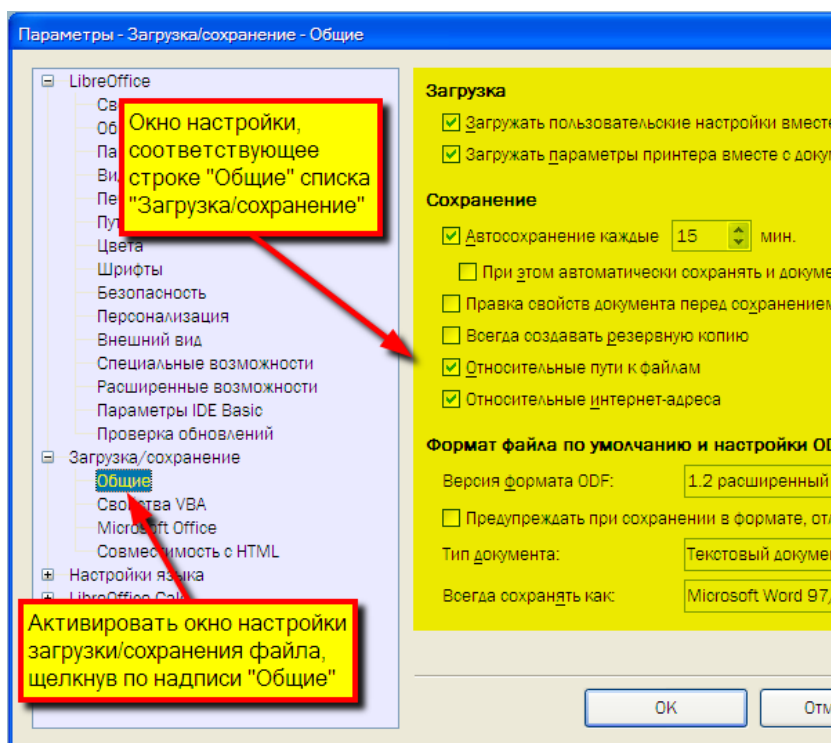 Параметры - Загрузка/сохранение - Общие
LibreOffice
Окно настройки,
соответствующее
строке "Общие" списка
"Загрузка/сохранение"
Цвета
Шрифты
Безопасность
Персонализация
Внешний вид
Специальные возможности
Расширенные возможности
Параметры IDE Basic
Проверка обновлений
Загрузка/сохранение
Общие
Свойства VBA
Microsoft Office
Совместимость с HTML
Настройки языка
LibreOffice Calc
Активировать окно настройки
загрузки/сохранения файла,
щелкнув по надписи "Общие"
Загрузка
Загружать пользовательские настройки вместе
Загружать параметры принтера вместе с доку
Сохранение
Автосохранение каждые 15 мин.
При этом автоматически сохранять и докуме
Правка свойств документа перед сохранением
Всегда создавать резервную копию
Относительные пути к файлам
Относительные интернет-адреса
Формат файла по умолчанию и настройки OD
Версия формата ODF: 1.2 расширенный
Предупреждать при сохранении в формате, отл
Тип документа: Текстовый докумен
Всегда сохранять как: Microsoft Word 97/
OK
Отм